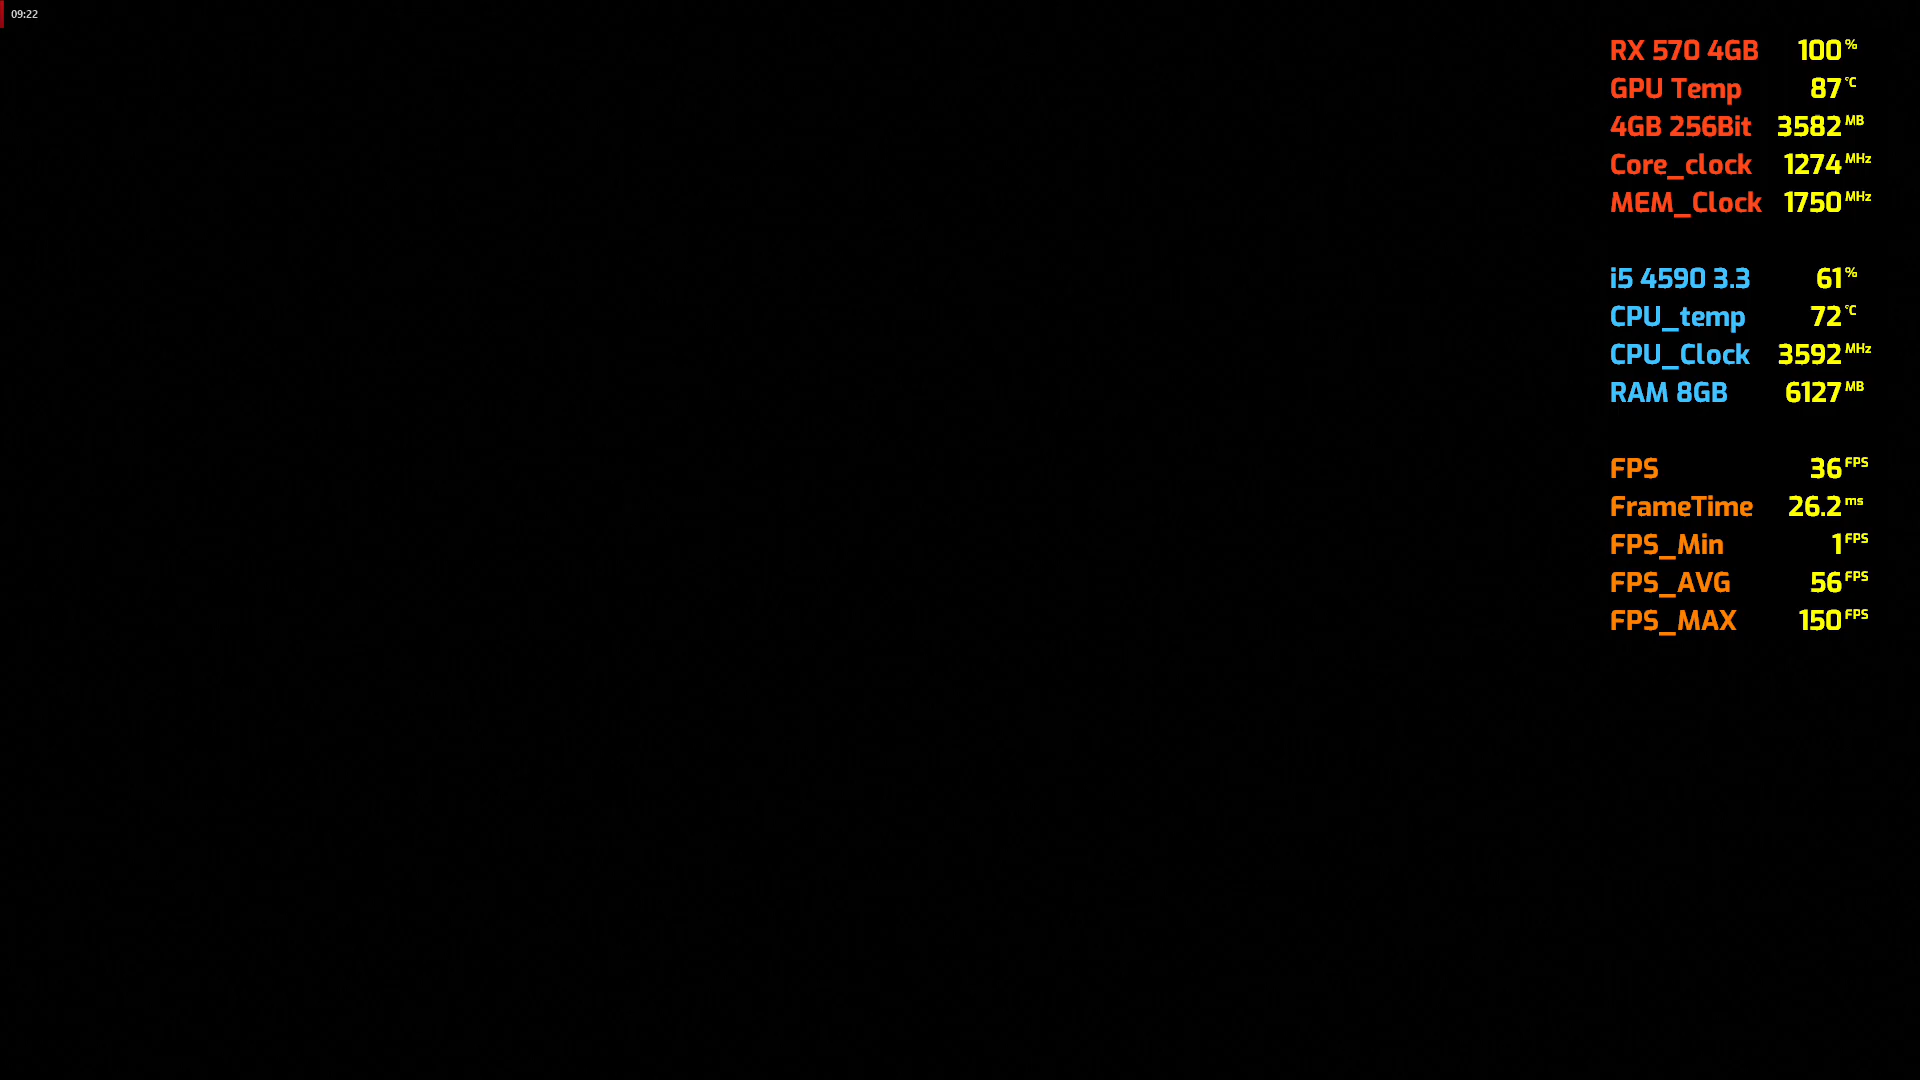 09:22
RX 570 4GB 100 %
GPU Temp 87 °C
4GB 256Bit 3582 MB
Core_clock 1274 MHz
MEM_Clock 1750 MHz
i5 4590 3.3 61 %
CPU_temp 72 °C
CPU_Clock 3592 MHz
RAM 8GB 6127 MB
FPS 36 FPS
FrameTime 26.2 ms
FPS_Min 1 FPS
FPS_AVG 56 FPS
FPS_MAX 150 FPS